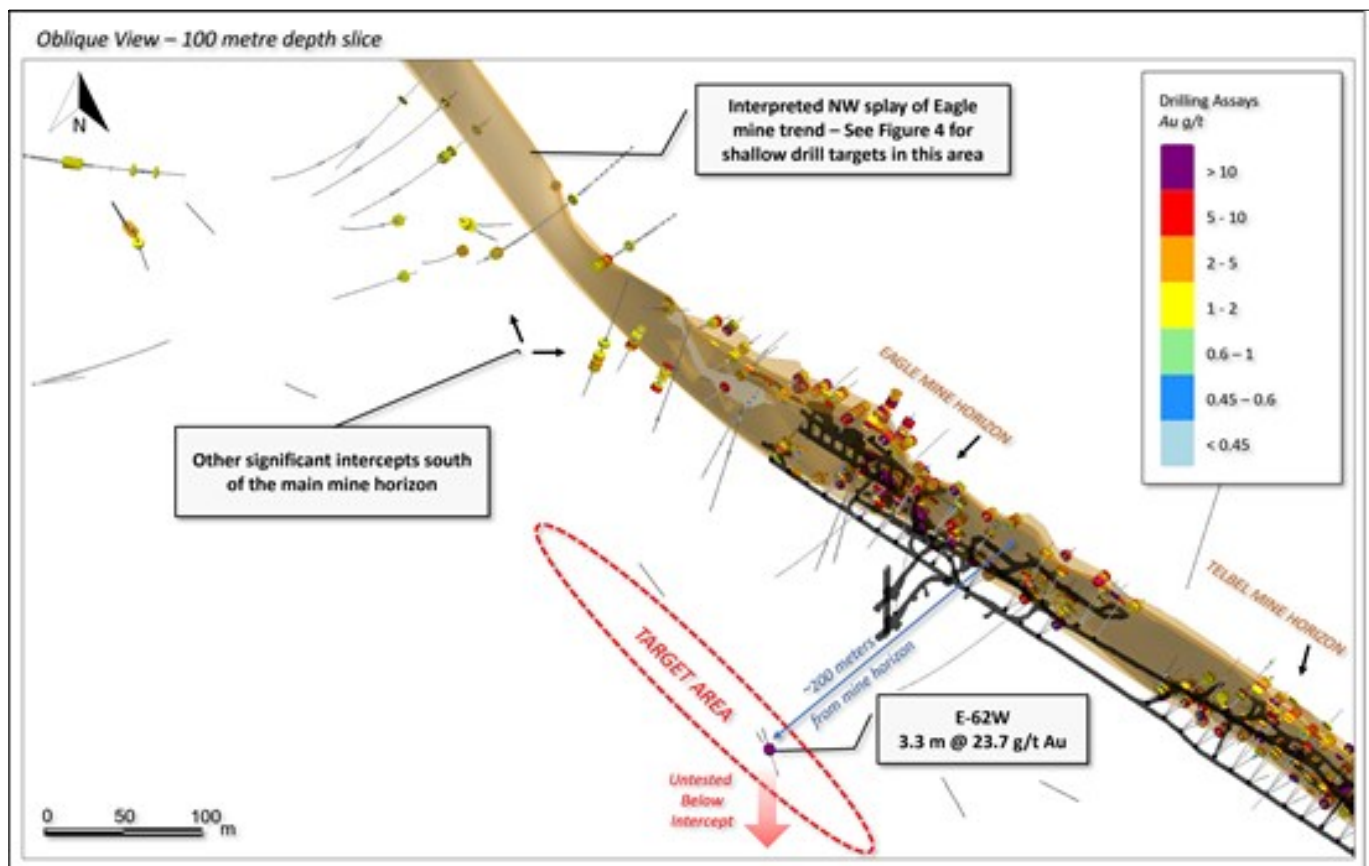 Oblique View – 100 metre depth slice
N
Interpreted NW splay of Eagle
mine trend – See Figure 4 for
shallow drill targets in this area
Drilling Assays
Au g/t
> 10
5 - 10
2 - 5
1 - 2
0.6 – 1
0.45 – 0.6
< 0.45
EAGLE MINE HORIZON
Other significant intercepts south
of the main mine horizon
TELBEL MINE HORIZON
TARGET AREA
~200 meters
from mine horizon
E-62W
3.3 m @ 23.7 g/t Au
Untested
Below
Intercept
0 50 100
m